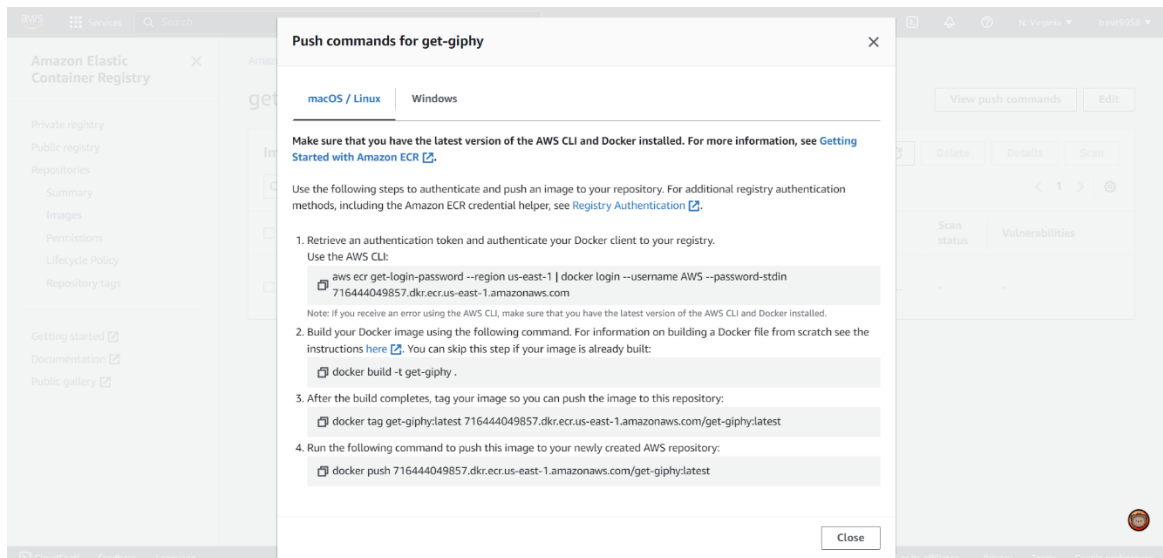 aws
Services
Search
N. Virginia
Amazon Elastic
Container Registry
Private registry
Public registry
Repositories
Summary
Images
Permissions
Lifecycle Policy
Repository tags
Getting started
Documentation
Public gallery
View push commands
Edit
Delete
Details
Scan
1
Scan
status
Vulnerabilities
Push commands for get-giphy
macOS / Linux
Windows
Make sure that you have the latest version of the AWS CLI and Docker installed. For more information, see Getting
Started with Amazon ECR.
Use the following steps to authenticate and push an image to your repository. For additional registry authentication
methods, including the Amazon ECR credential helper, see Registry Authentication.
1. Retrieve an authentication token and authenticate your Docker client to your registry.
Use the AWS CLI:
aws ecr get-login-password --region us-east-1 | docker login --username AWS --password-stdin
716444049857.dkr.ecr.us-east-1.amazonaws.com
Note: If you receive an error using the AWS CLI, make sure that you have the latest version of the AWS CLI and Docker installed.
2. Build your Docker image using the following command. For information on building a Docker file from scratch see the
instructions here. You can skip this step if your image is already built:
docker build -t get-giphy .
3. After the build completes, tag your image so you can push the image to this repository:
docker tag get-giphy:latest 716444049857.dkr.ecr.us-east-1.amazonaws.com/get-giphy:latest
4. Run the following command to push this image to your newly created AWS repository:
docker push 716444049857.dkr.ecr.us-east-1.amazonaws.com/get-giphy:latest
Close